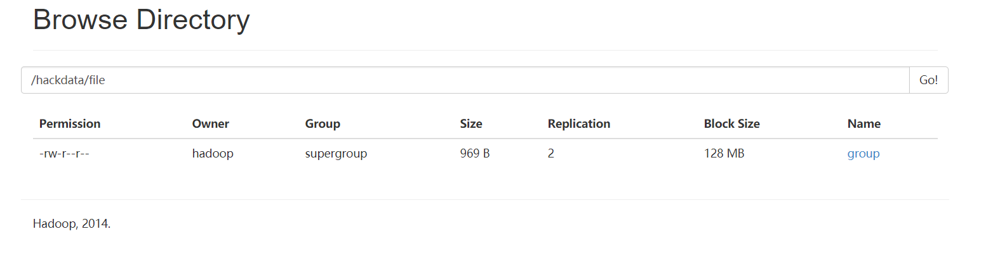 Browse Directory
/hackdata/file Go!
Permission Owner Group Size Replication Block Size Name
-rw-r--r-- hadoop supergroup 969 B 2 128 MB group
Hadoop, 2014.